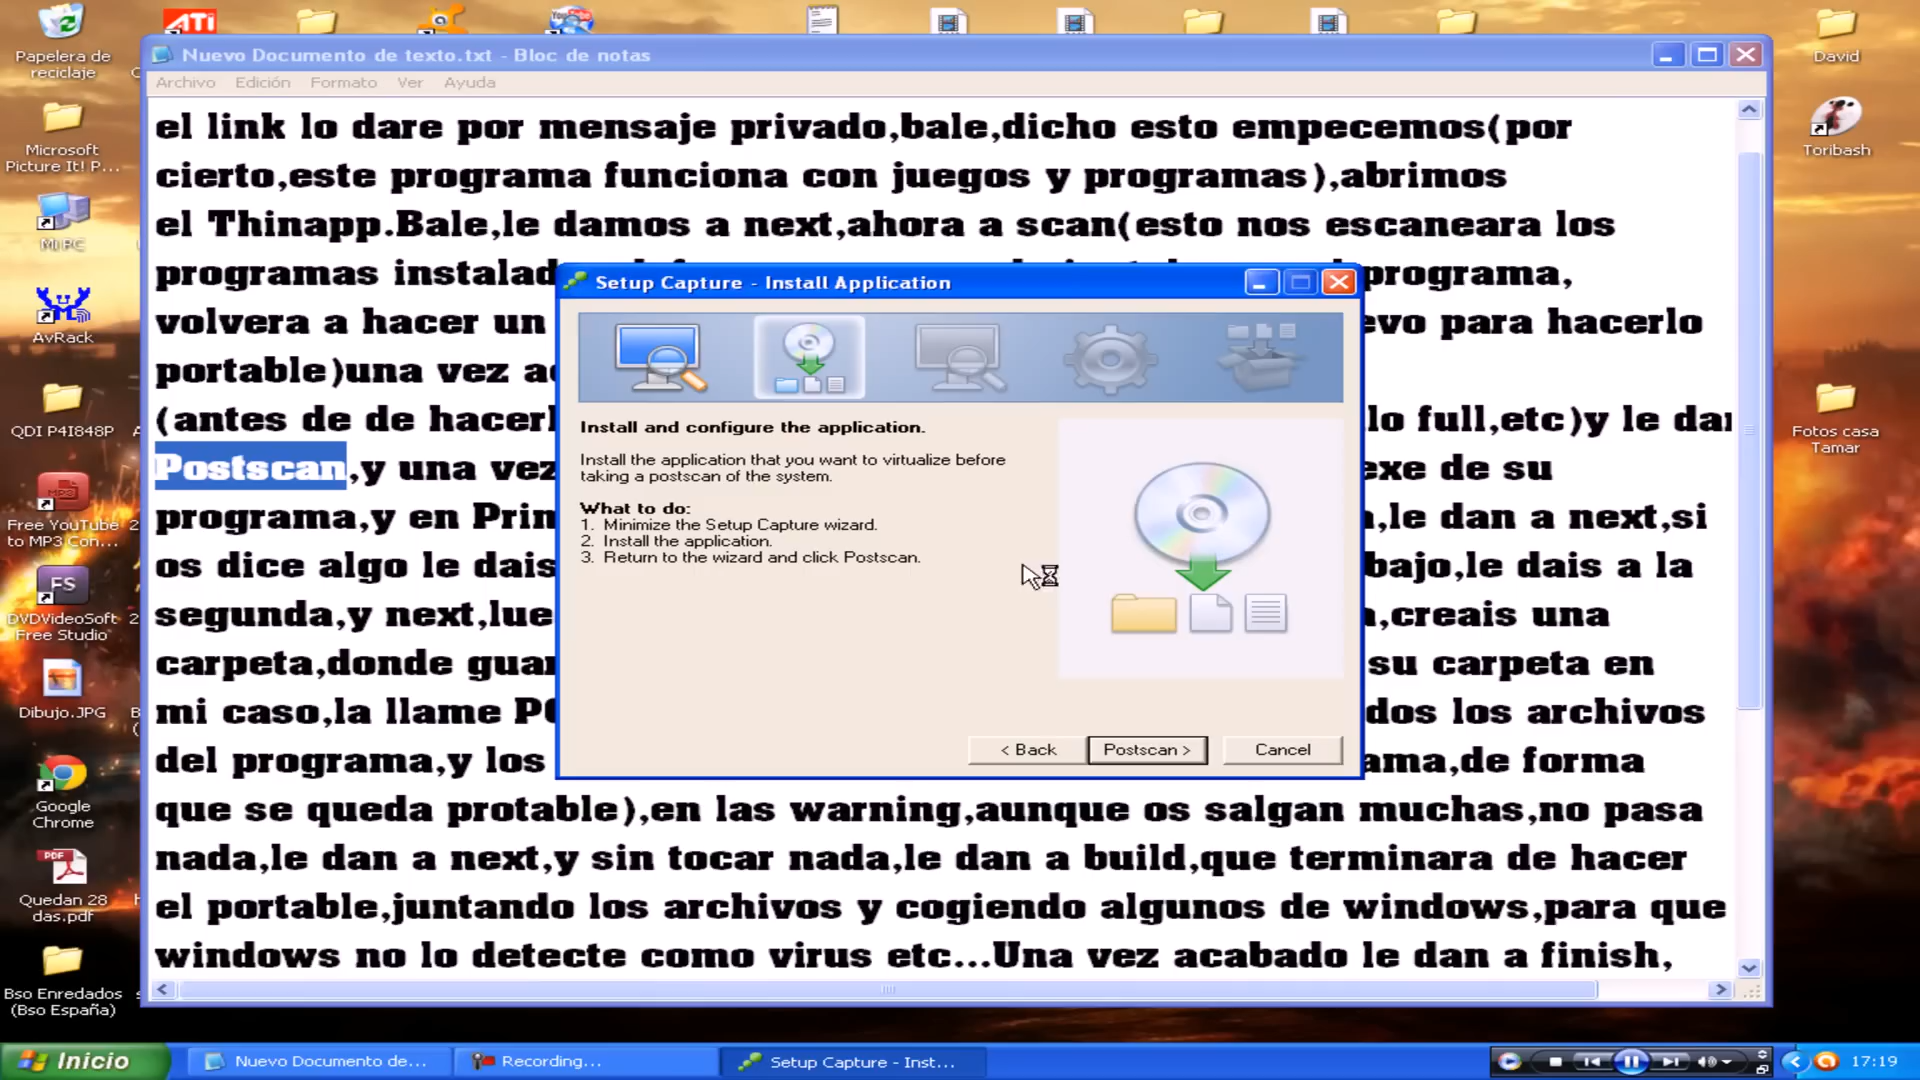 Papelera de
reciclaje
Microsoft
Picture It! P...
Mi PC
AvRack
QDI P4I848P
Free YouTube
to MP3 Con...
DVDVideoSoft
Free Studio
Dibujo.JPG
Google
Chrome
Quedan 28
das.pdf
Bso Enredados
(Bso España)
ATI
Nuevo Documento de texto.txt - Bloc de notas
Archivo Edición Formato Ver Ayuda
el link lo dare por mensaje privado,bale,dicho esto empecemos(por
cierto,este programa funciona con juegos y programas),abrimos
el Thinapp.Bale,le damos a next,ahora a scan(esto nos escaneara los
programas programa,
volvera a hacer un para hacerlo
portable)una vez
(antes de de lo full,etc)y le
Postscan,y una vez exe de su
programa,y en ,le dan a next,si
os dice algo le dais bajo,le dais a la
segunda,y ,creais una
carpeta,donde su carpeta en
mi caso,la llame los archivos
del programa,y los ,de forma
que se queda protable),en las warning,aunque os salgan muchas,no pasa
nada,le dan a next,y sin tocar nada,le dan a build,que terminara de hacer
el portable,juntando los archivos y cogiendo algunos de windows,para que
windows no lo detecte como virus etc...Una vez acabado le dan a finish,
Setup Capture - Install Application
Install and configure the application.
Install the application that you want to virtualize before
taking a postscan of the system.
What to do:
1. Minimize the Setup Capture wizard.
2. Install the application.
3. Return to the wizard and click Postscan.
< Back
Postscan >
Cancel
David
Toribash
Fotos casa
Tamar
Inicio
Nuevo Documento de...
Recording...
Setup Capture - Inst...
17:19